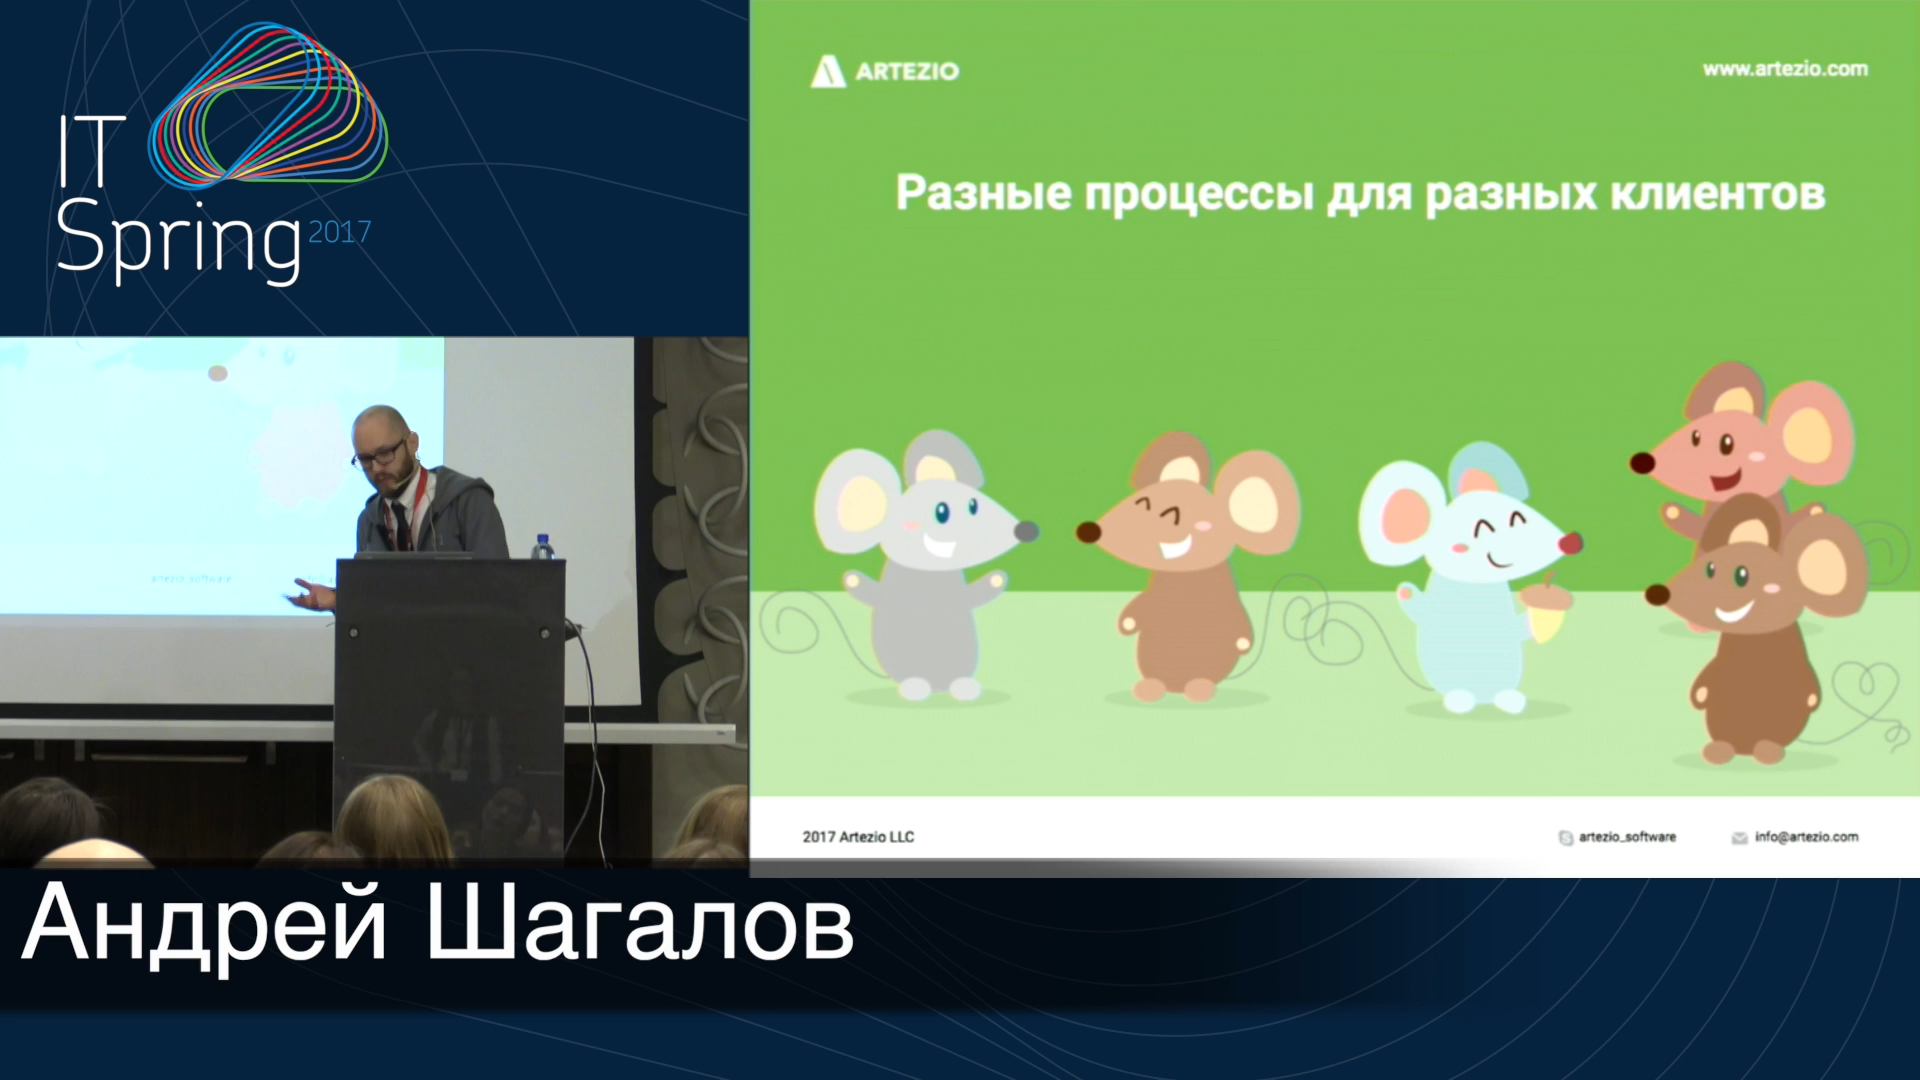 IT
Spring 2017
ARTEZIO
www.artezio.com
Разные процессы для разных клиентов
artezio_software
2017 Artezio LLC
artezio_software
info@artezio.com
Андрей Шагалов